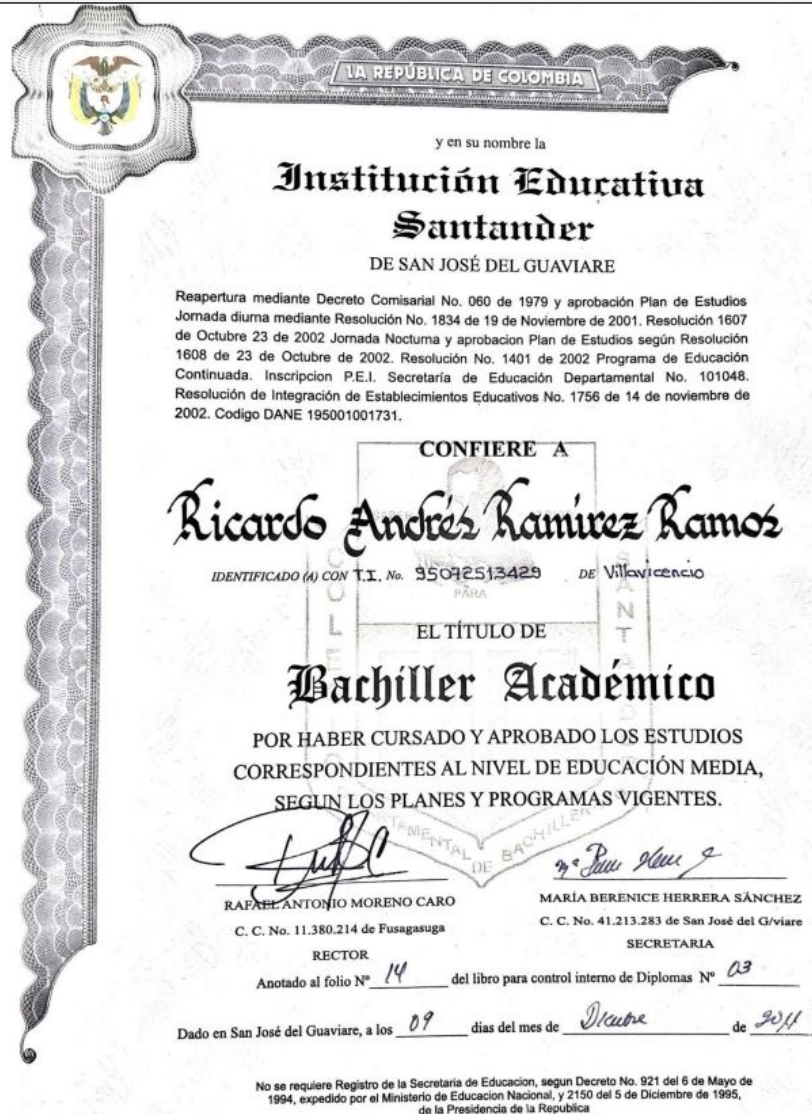 LA REPÚBLICA DE COLOMBIA
y en su nombre la
Institución Educativa
Santander
DE SAN JOSÉ DEL GUAVIARE
Reapertura mediante Decreto Comisarial No. 060 de 1979 y aprobación Plan de Estudios
Jornada diurna mediante Resolución No. 1834 de 19 de Noviembre de 2001. Resolución 1607
de Octubre 23 de 2002 Jornada Nocturna y aprobacion Plan de Estudios según Resolución
1608 de 23 de Octubre de 2002. Resolución No. 1401 de 2002 Programa de Educación
Continuada. Inscripcion P.E.I. Secretaría de Educación Departamental No. 101048.
Resolución de Integración de Establecimientos Educativos No. 1756 de 14 de noviembre de
2002. Codigo DANE 195001001731.
CONFIERE A
Ricardo Andrés Ramírez Ramos
IDENTIFICADO (A) CON T.I. No. 95072513429 DE Villavicencio
PARA
EL TÍTULO DE
Bachiller Académico
POR HABER CURSADO Y APROBADO LOS ESTUDIOS
CORRESPONDIENTES AL NIVEL DE EDUCACIÓN MEDIA,
SEGUN LOS PLANES Y PROGRAMAS VIGENTES.
DE BACHILLER
RAFAEL ANTONIO MORENO CARO
C. C. No. 11.380.214 de Fusagasuga
RECTOR
MARÍA BERENICE HERRERA SÁNCHEZ
C. C. No. 41.213.283 de San José del G/viare
SECRETARIA
Anotado al folio Nº 14 del libro para control interno de Diplomas Nº 03
Dado en San José del Guaviare, a los 09 dias del mes de Diciembre de 2011
No se requiere Registro de la Secretaria de Educacion, segun Decreto No. 921 del 6 de Mayo de
1994, expedido por el Ministerio de Educacion Nacional, y 2150 del 5 de Diciembre de 1995,
de la Presidencia de la Republica